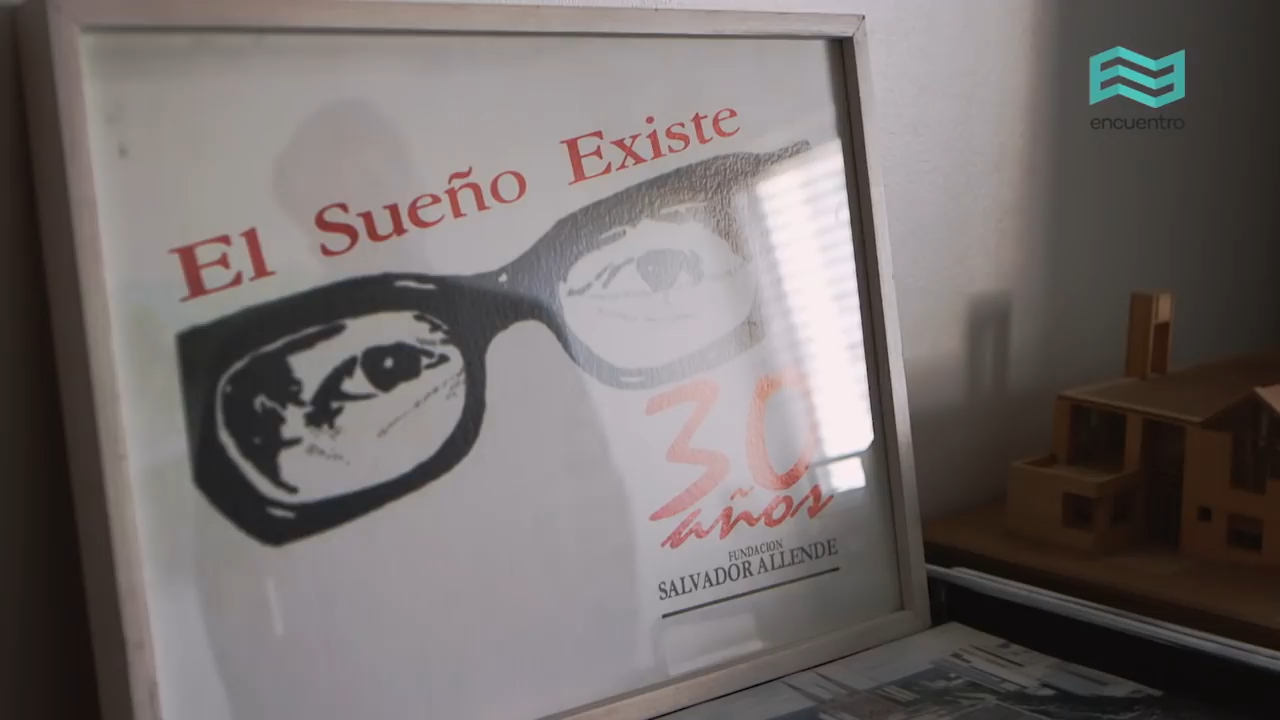 El Sueño Existe
30
años
FUNDACION
SALVADOR ALLENDE
encuentro